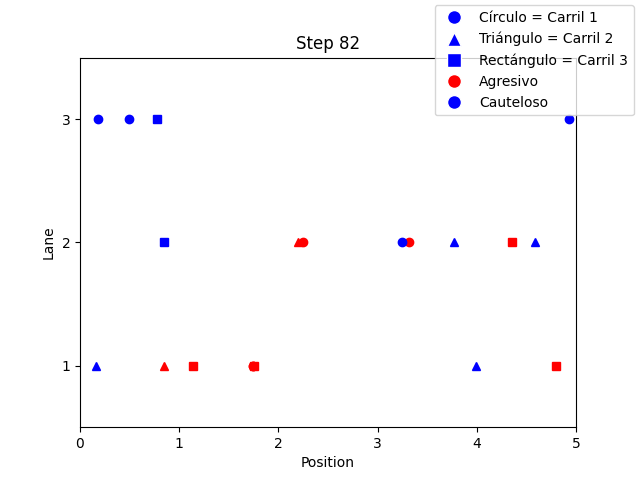 Step 82
Círculo = Carril 1
Triángulo = Carril 2
Rectángulo = Carril 3
Agresivo
Cauteloso
Lane
3
2
1
0 1 2 3 4 5
Position